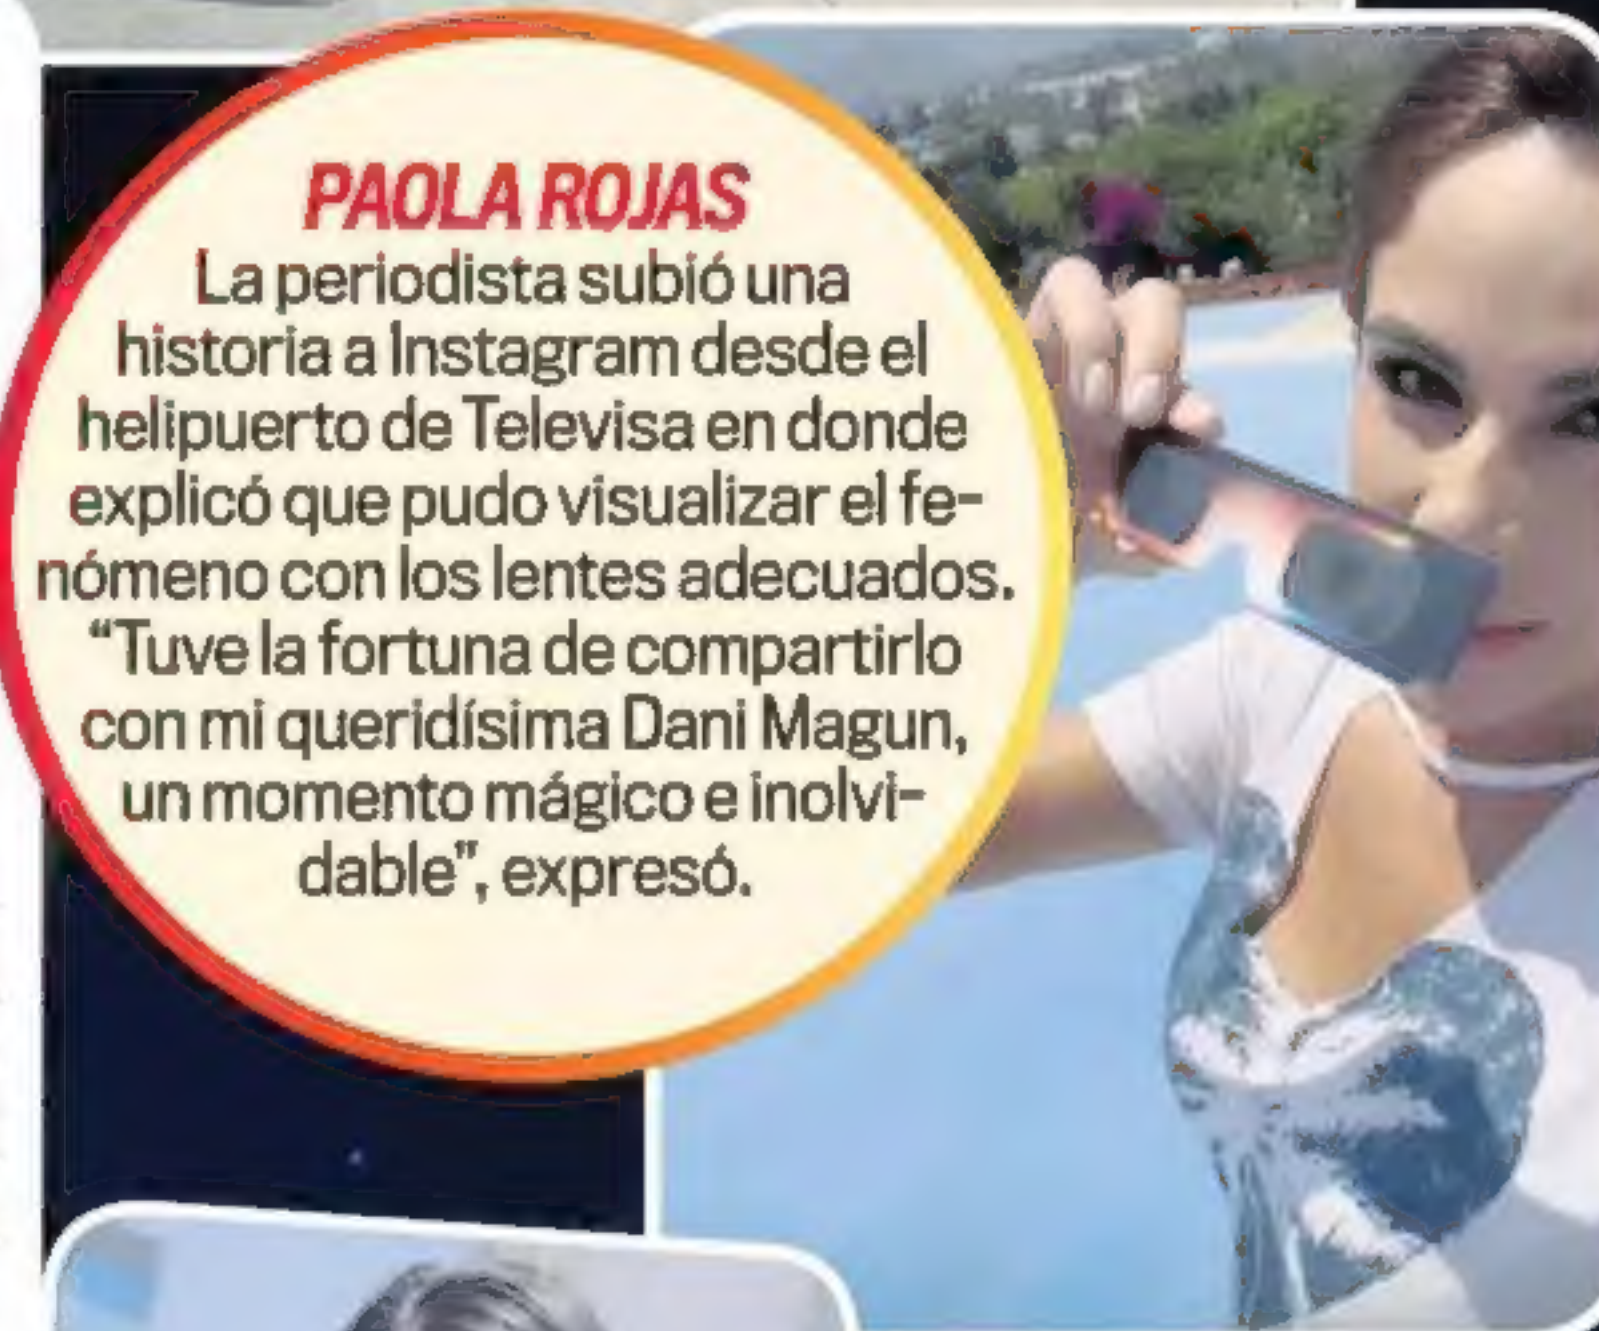 PAOLA ROJAS
La periodista subió una
historia a Instagram desde el
helipuerto de Televisa en donde
explicó que pudo visualizar el fe-
nómeno con los lentes adecuados.
“Tuve la fortuna de compartirlo
con mi queridísima Dani Magun,
un momento mágico e inolvi-
dable”, expresó.